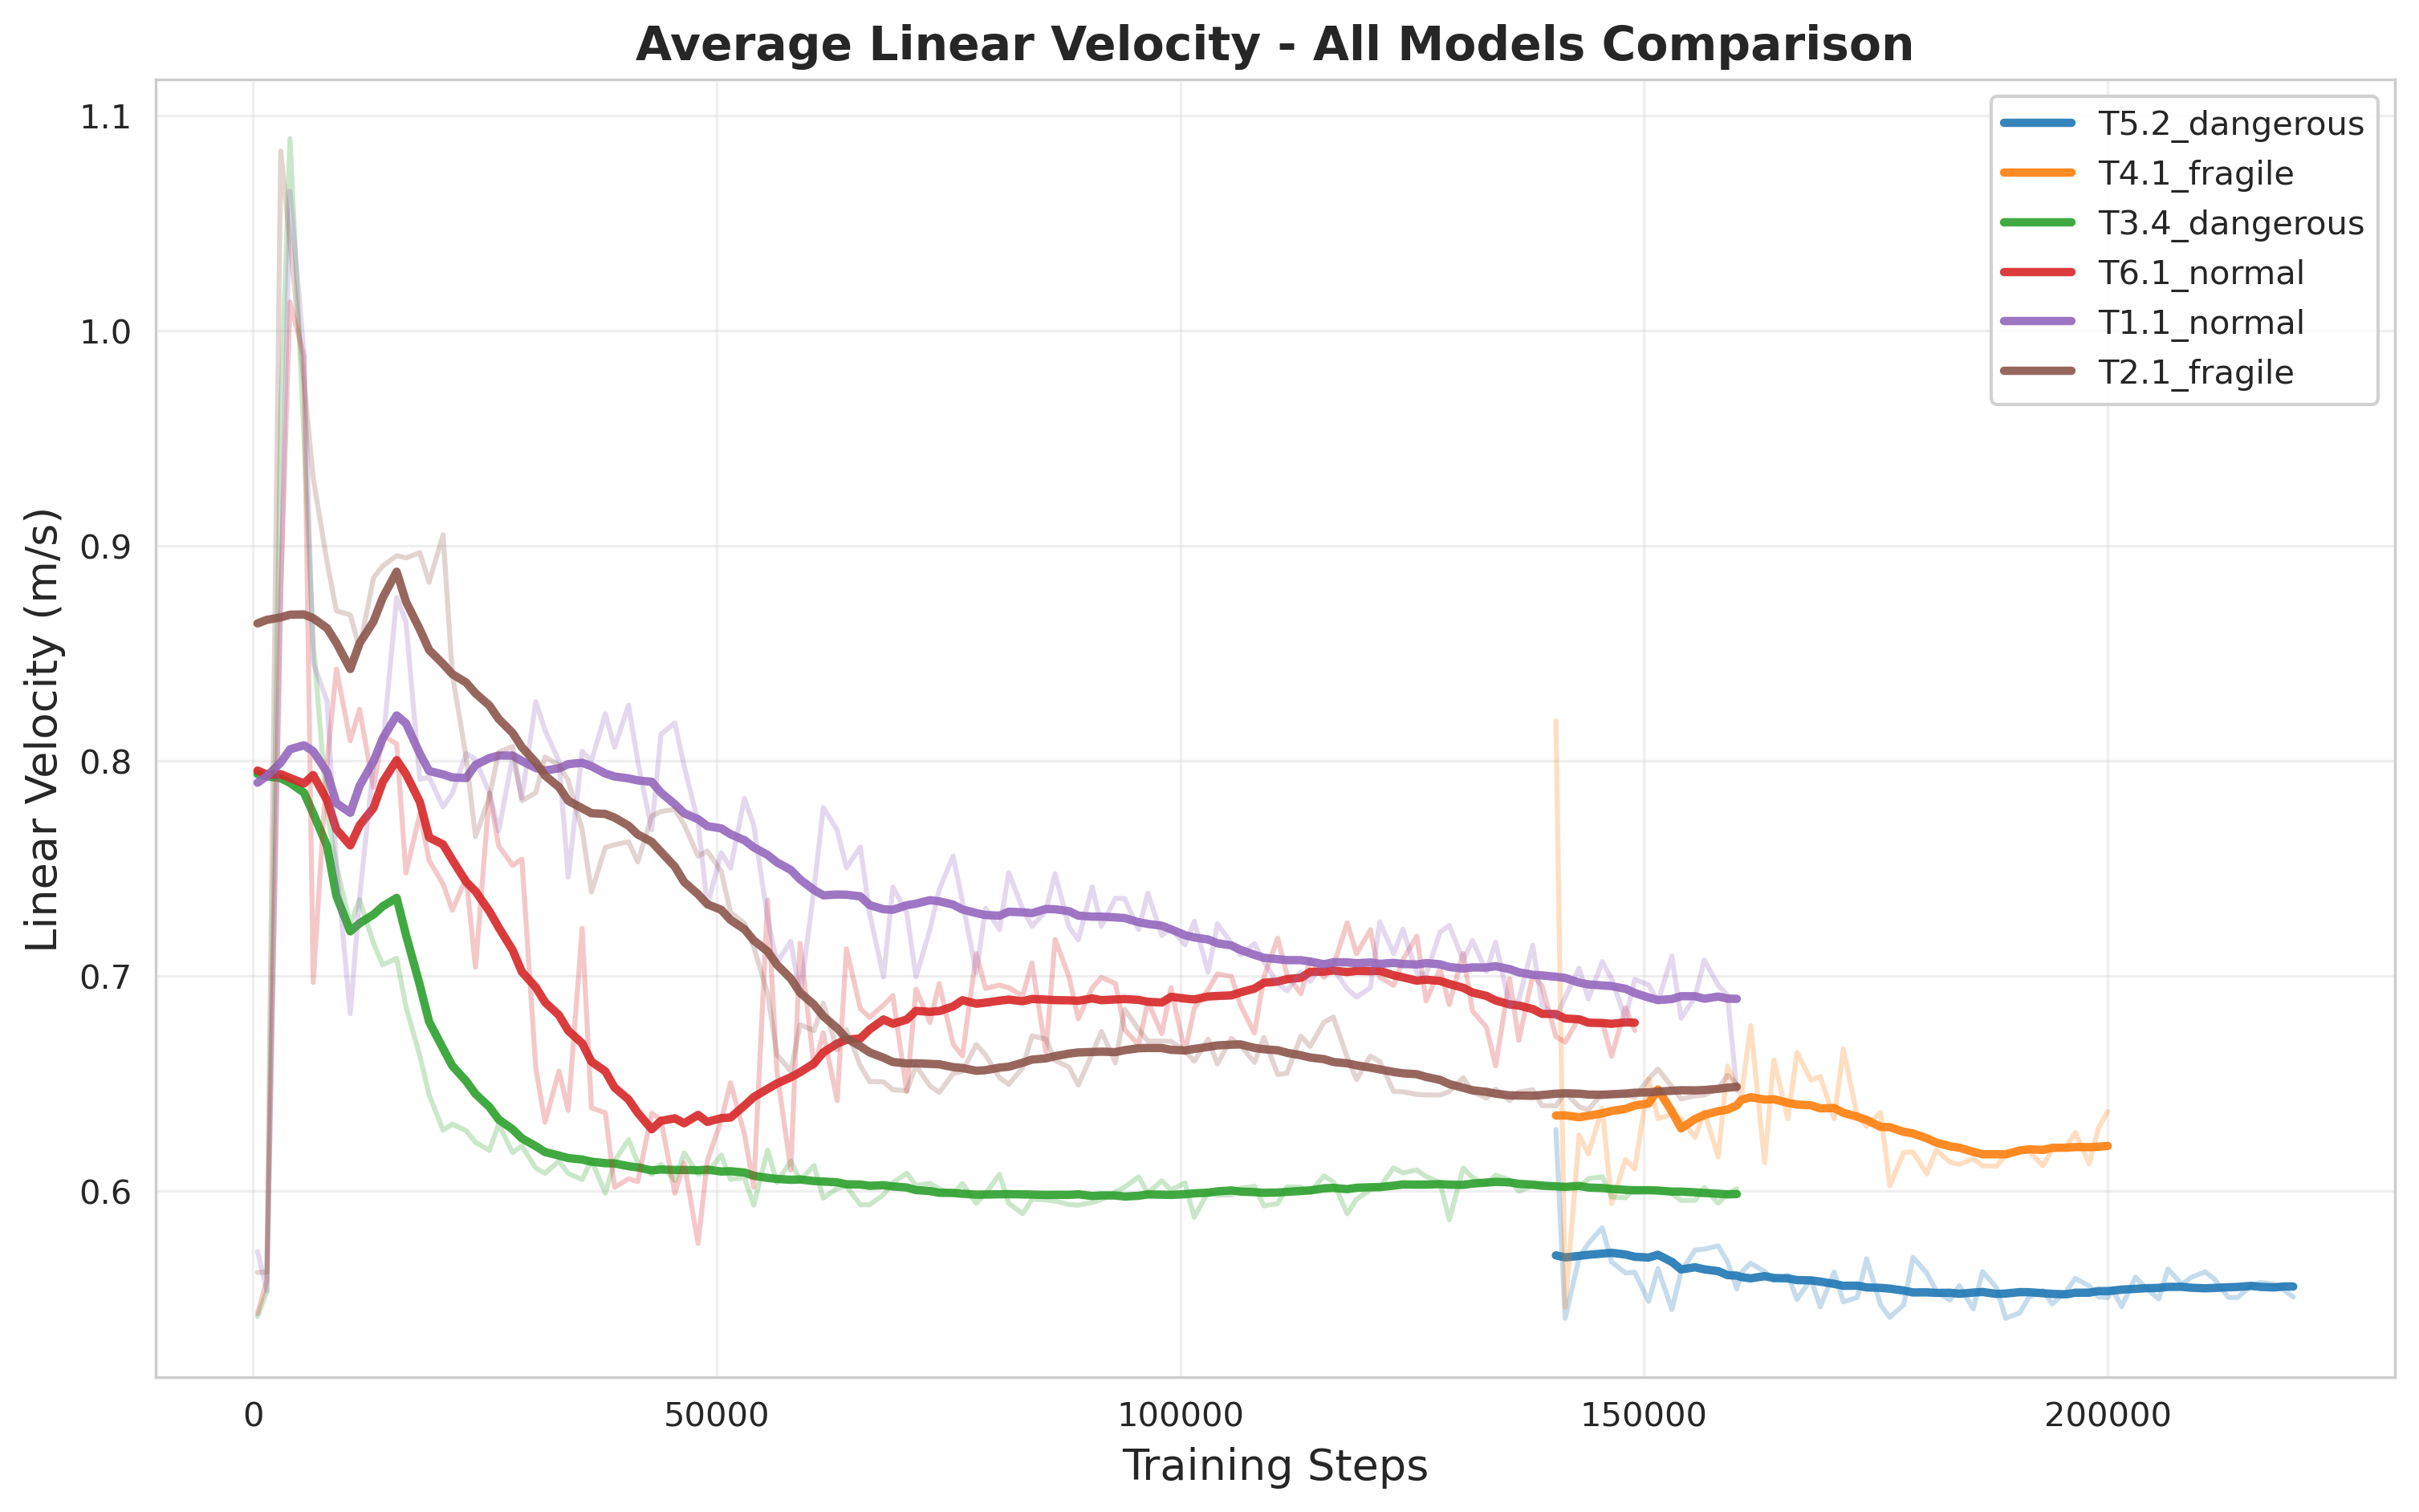 Average Linear Velocity - All Models Comparison
Linear Velocity (m/s)
1.1
1.0
0.9
0.8
0.7
0.6
T5.2_dangerous
T4.1_fragile
T3.4_dangerous
T6.1_normal
T1.1_normal
T2.1_fragile
0
50000
100000
150000
200000
Training Steps